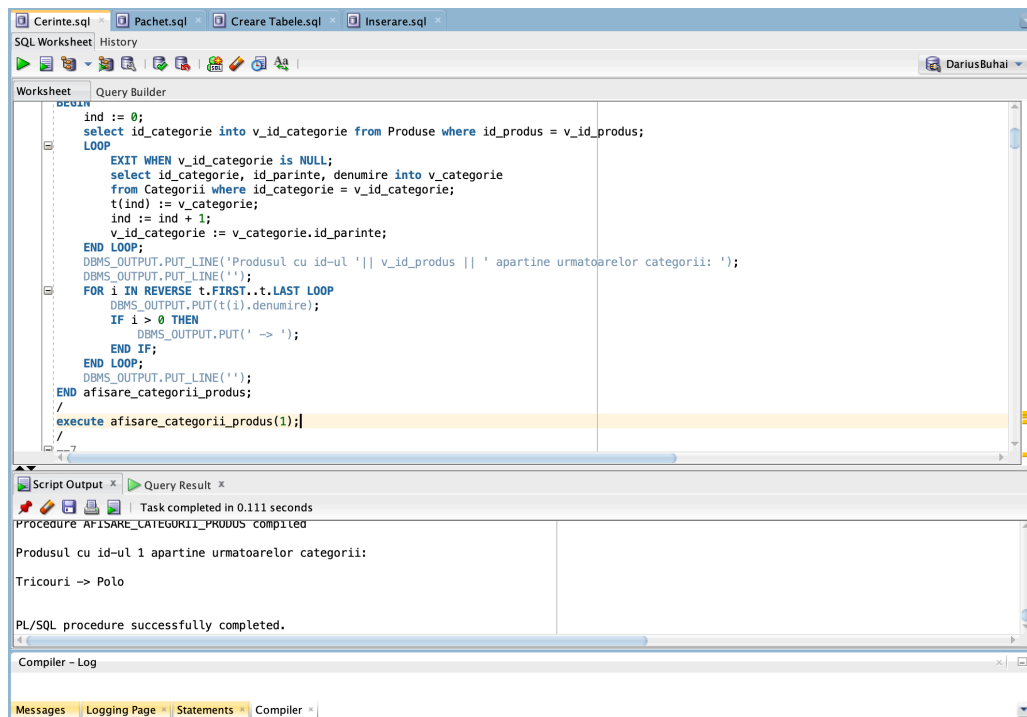 Cerinte.sql × Pachet.sql × Creare Tabele.sql × Inserare.sql ×
SQL Worksheet History
DariusBuhai
Worksheet Query Builder
BEGIN
ind := 0;
select id_categorie into v_id_categorie from Produse where id_produs = v_id_produs;
LOOP
EXIT WHEN v_id_categorie is NULL;
select id_categorie, id_parinte, denumire into v_categorie
from Categorii where id_categorie = v_id_categorie;
t(ind) := v_categorie;
ind := ind + 1;
v_id_categorie := v_categorie.id_parinte;
END LOOP;
DBMS_OUTPUT.PUT_LINE('Produsul cu id-ul '|| v_id_produs || ' apartine urmatoarelor categorii: ');
DBMS_OUTPUT.PUT_LINE('');
FOR i IN REVERSE t.FIRST..t.LAST LOOP
DBMS_OUTPUT.PUT(t(i).denumire);
IF i > 0 THEN
DBMS_OUTPUT.PUT(' -> ');
END IF;
END LOOP;
DBMS_OUTPUT.PUT_LINE('');
END afisare_categorii_produs;
/
execute afisare_categorii_produs(1);
/
--7
Script Output × Query Result ×
Task completed in 0.111 seconds
Procedure AFISARE_CATEGORII_PRODUS compiled
Produsul cu id-ul 1 apartine urmatoarelor categorii:
Tricouri -> Polo
PL/SQL procedure successfully completed.
Compiler - Log
Messages Logging Page × Statements × Compiler ×